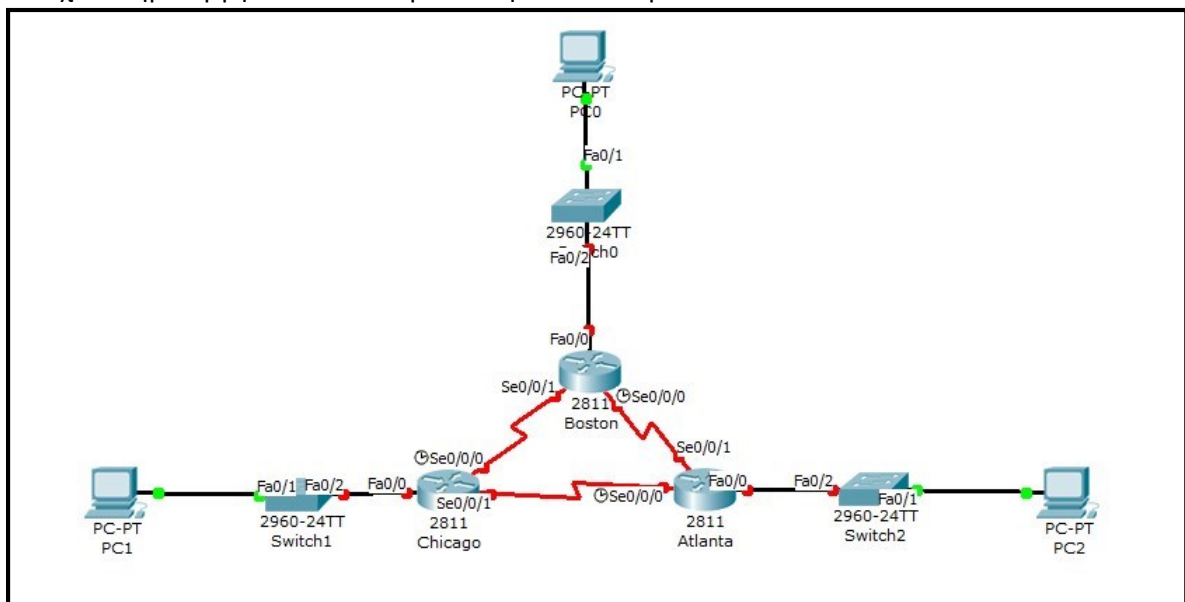 PC-PT
PC0
Fa0/1
2960-24TT
Fa0/2
Fa0/0
Se0/0/1
Se0/0/0
2811
Boston
Se0/0/0
Se0/0/1
Fa0/1
Fa0/2
Fa0/0
Se0/0/1
Se0/0/0
Fa0/0
Fa0/2
Fa0/1
PC-PT
PC1
2960-24TT
Switch1
2811
Chicago
2811
Atlanta
2960-24TT
Switch2
PC-PT
PC2